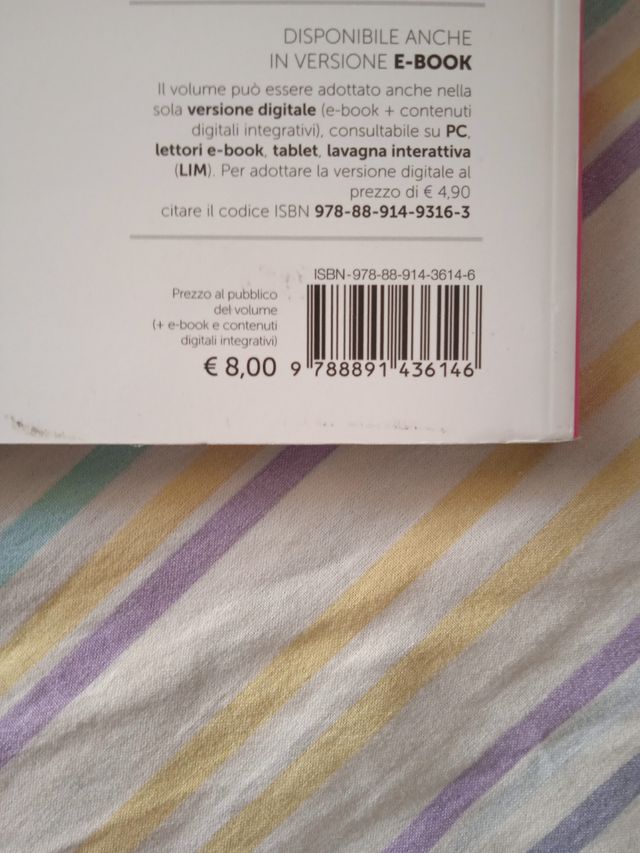 DISPONIBILE ANCHE
IN VERSIONE E-BOOK
Il volume può essere adottato anche nella
sola versione digitale (e-book + contenuti
digitali integrativi), consultabile su PC,
lettori e-book, tablet, lavagna interattiva
(LIM). Per adottare la versione digitale al
prezzo di € 4,90
citare il codice ISBN 978-88-914-9316-3
ISBN-978-88-914-3614-6
Prezzo al pubblico
del volume
(+ e-book e contenuti
digitali integrativi)
€ 8,00
9 788891 436146